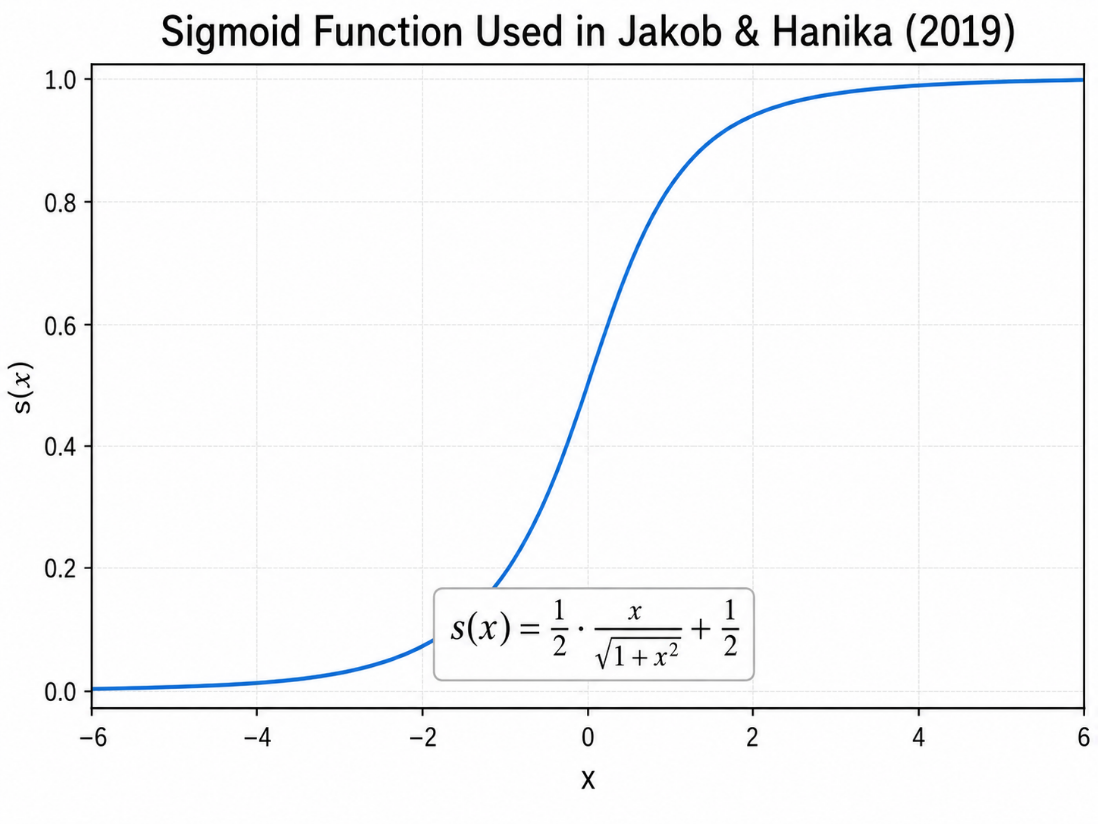 Sigmoid Function Used in Jakob & Hanika (2019)
1.0
0.8
0.6
0.4
0.2
0.0
s(x)
s(x) = 1/2 · x/√(1 + x²) + 1/2
−6 −4 −2 0 2 4 6
X